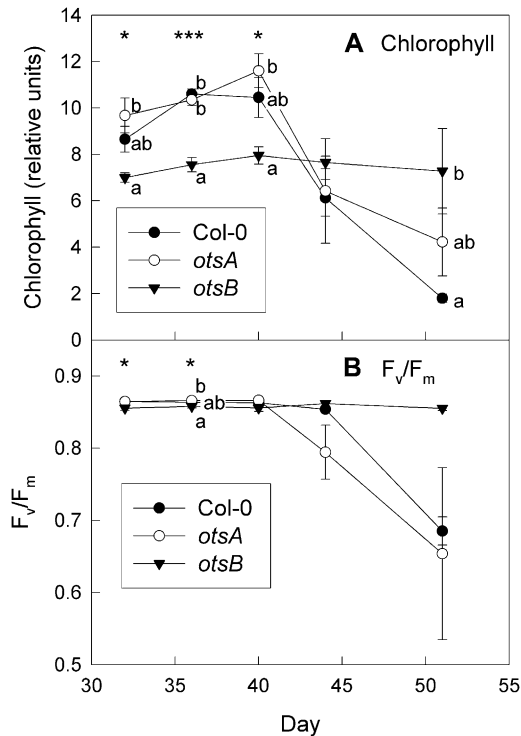 14
12
10
8
6
4
2
0
Chlorophyll (relative units)
* *** *
A Chlorophyll
b
ab
b
b
b
ab
a
a
a
b
ab
a
Col-0
otsA
otsB
0.9
0.8
0.7
0.6
0.5
Fv/Fm
* *
B Fv/Fm
b
ab
a
Col-0
otsA
otsB
30 35 40 45 50 55
Day